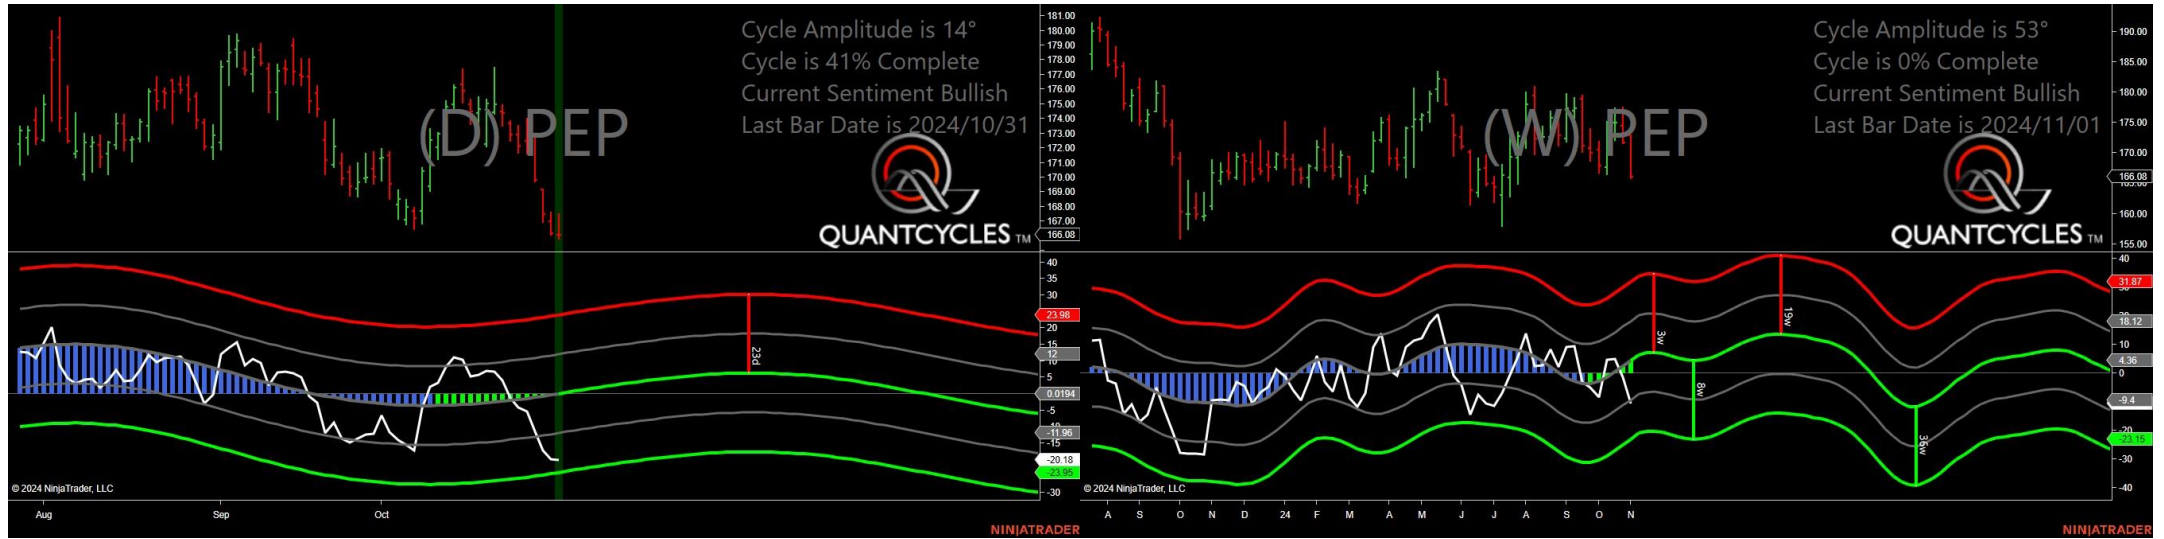 Cycle Amplitude is 14°
Cycle is 41% Complete
Current Sentiment Bullish
Last Bar Date is 2024/10/31
(D) PEP
QUANTCYCLES TM
181.00
180.00
179.00
178.00
177.00
176.00
175.00
174.00
173.00
172.00
171.00
170.00
169.00
168.00
167.00
166.08
40
35
30
23.98
20
15
12
5
0.0194
-5
-11.96
-15
-20.18
-23.95
-30
23d
© 2024 NinjaTrader, LLC
Aug Sep Oct
NINJATRADER
Cycle Amplitude is 53°
Cycle is 0% Complete
Current Sentiment Bullish
Last Bar Date is 2024/11/01
(W) PEP
QUANTCYCLES TM
190.00
185.00
180.00
175.00
170.00
166.08
160.00
155.00
40
31.87
18.12
10
4.36
0
-9.4
-23.15
-30
-40
3w
8w
19w
35w
© 2024 NinjaTrader, LLC
A S O N D 24 F M A M J J A S O N
NINJATRADER